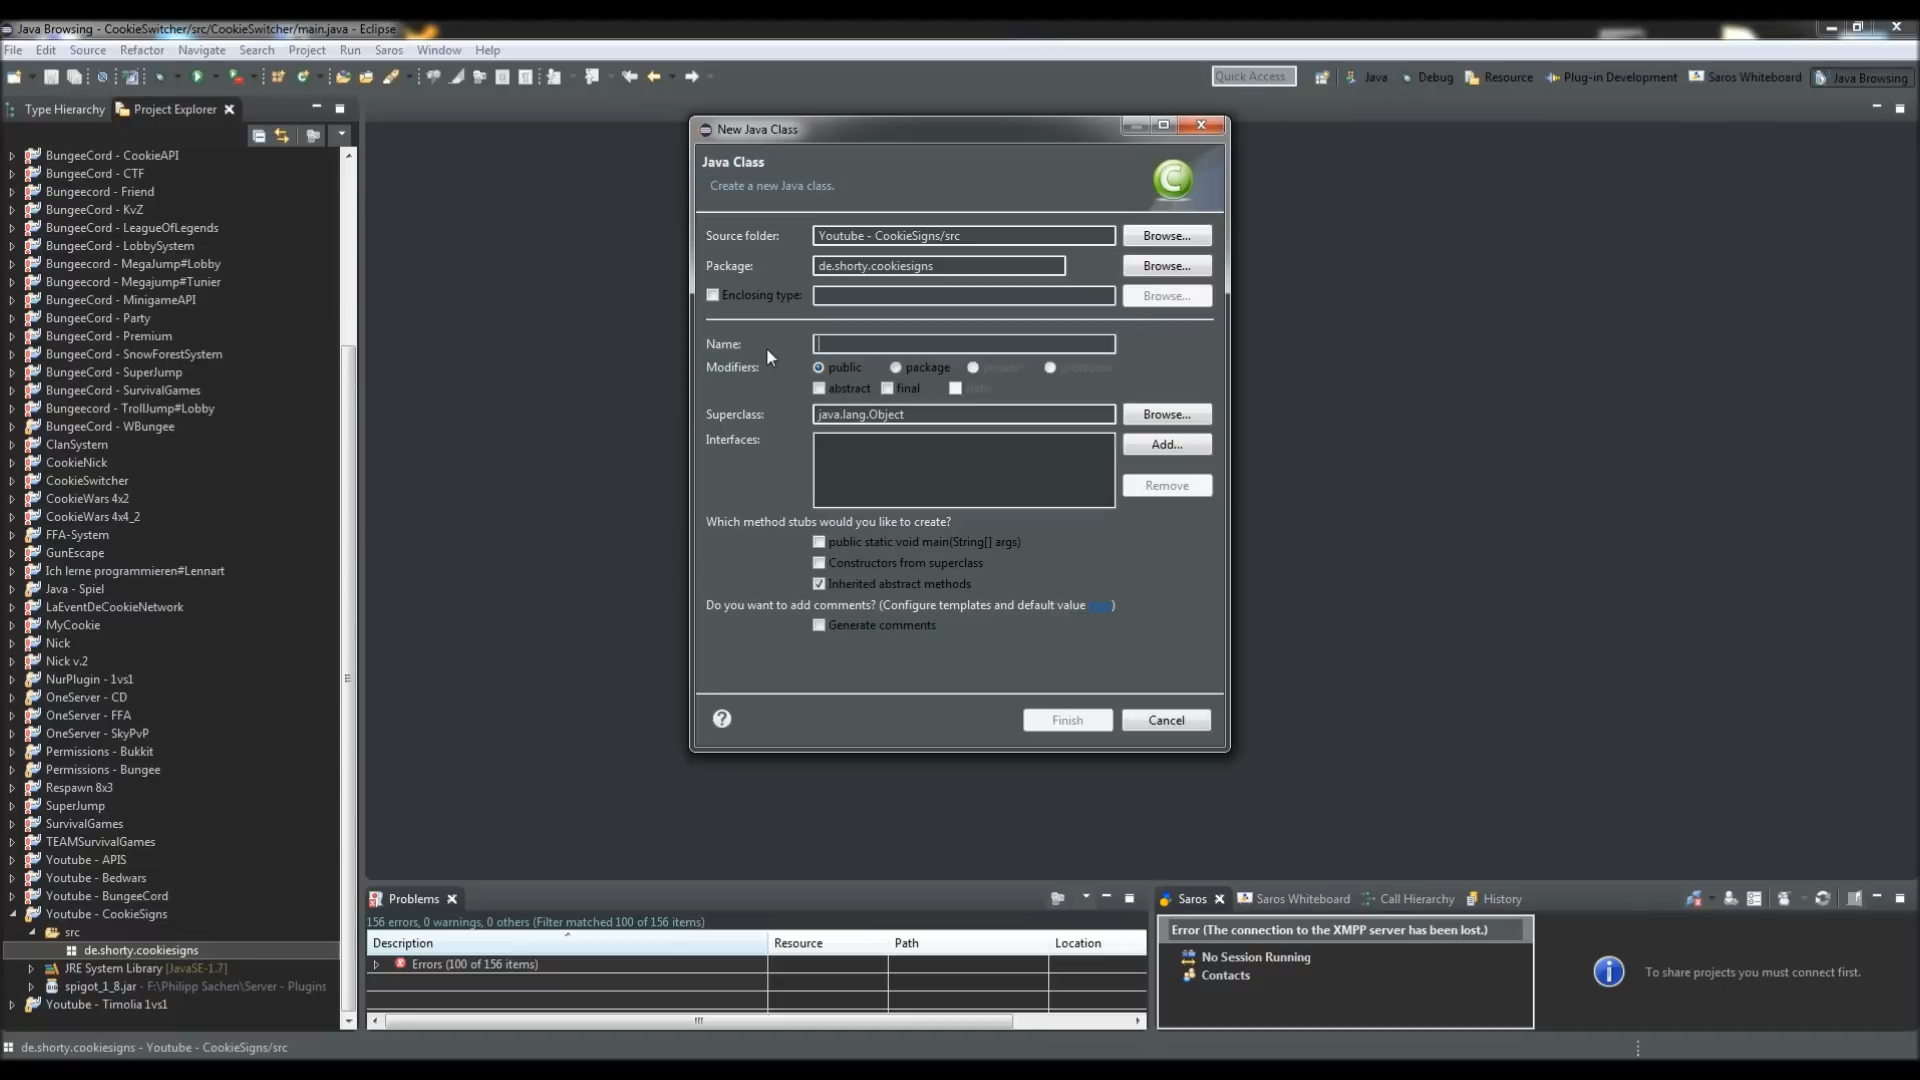 Java Browsing - CookieSwitcher/src/CookieSwitcher/main.java - Eclipse
File Edit Source Refactor Navigate Search Project Run Saros Window Help
Quick Access Java Debug Resource Plug-in Development Saros Whiteboard Java Browsing
Type Hierarchy Project Explorer
BungeeCord - CookieAPI
BungeeCord - CTF
Bungeecord - Friend
BungeeCord - KvZ
BungeeCord - LeagueOfLegends
BungeeCord - LobbySystem
Bungeecord - MegaJump#Lobby
Bungeecord - Megajump#Tunier
BungeeCord - MinigameAPI
BungeeCord - Party
BungeeCord - Premium
BungeeCord - SnowForestSystem
BungeeCord - SuperJump
BungeeCord - SurvivalGames
Bungeecord - TrollJump#Lobby
BungeeCord - WBungee
ClanSystem
CookieNick
CookieSwitcher
CookieWars 4x2
CookieWars 4x4_2
FFA-System
GunEscape
Ich lerne programmieren#Lennart
Java - Spiel
LaEventDeCookieNetwork
MyCookie
Nick
Nick v.2
NurPlugin - 1vs1
OneServer - CD
OneServer - FFA
OneServer - SkyPvP
Permissions - Bukkit
Permissions - Bungee
Respawn 8x3
SuperJump
SurvivalGames
TEAMSurvivalGames
Youtube - APIS
Youtube - Bedwars
Youtube - BungeeCord
Youtube - CookieSigns
src
de.shorty.cookiesigns
JRE System Library [JavaSE-1.7]
spigot_1_8.jar - F:\Philipp Sachen\Server - Plugins
Youtube - Timolia 1vs1
de.shorty.cookiesigns - Youtube - CookieSigns/src
New Java Class
Java Class
Create a new Java class.
Source folder: Youtube - CookieSigns/src Browse...
Package: de.shorty.cookiesigns Browse...
Enclosing type: Browse...
Name:
Modifiers: public package private protected
abstract final static
Superclass: java.lang.Object Browse...
Interfaces: Add...
Remove
Which method stubs would you like to create?
public static void main(String[] args)
Constructors from superclass
Inherited abstract methods
Do you want to add comments? (Configure templates and default value )
Generate comments
Finish Cancel
Problems
156 errors, 0 warnings, 0 others (Filter matched 100 of 156 items)
Description Resource Path Location
Errors (100 of 156 items)
Saros Saros Whiteboard Call Hierarchy History
Error (The connection to the XMPP server has been lost.)
No Session Running
Contacts
To share projects you must connect first.